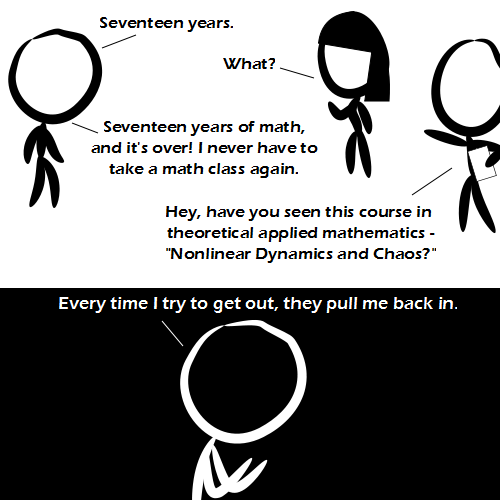 Seventeen years.
What?
Seventeen years of math,
and it's over! I never have to
take a math class again.
Hey, have you seen this course in
theoretical applied mathematics -
"Nonlinear Dynamics and Chaos?"
Every time I try to get out, they pull me back in.